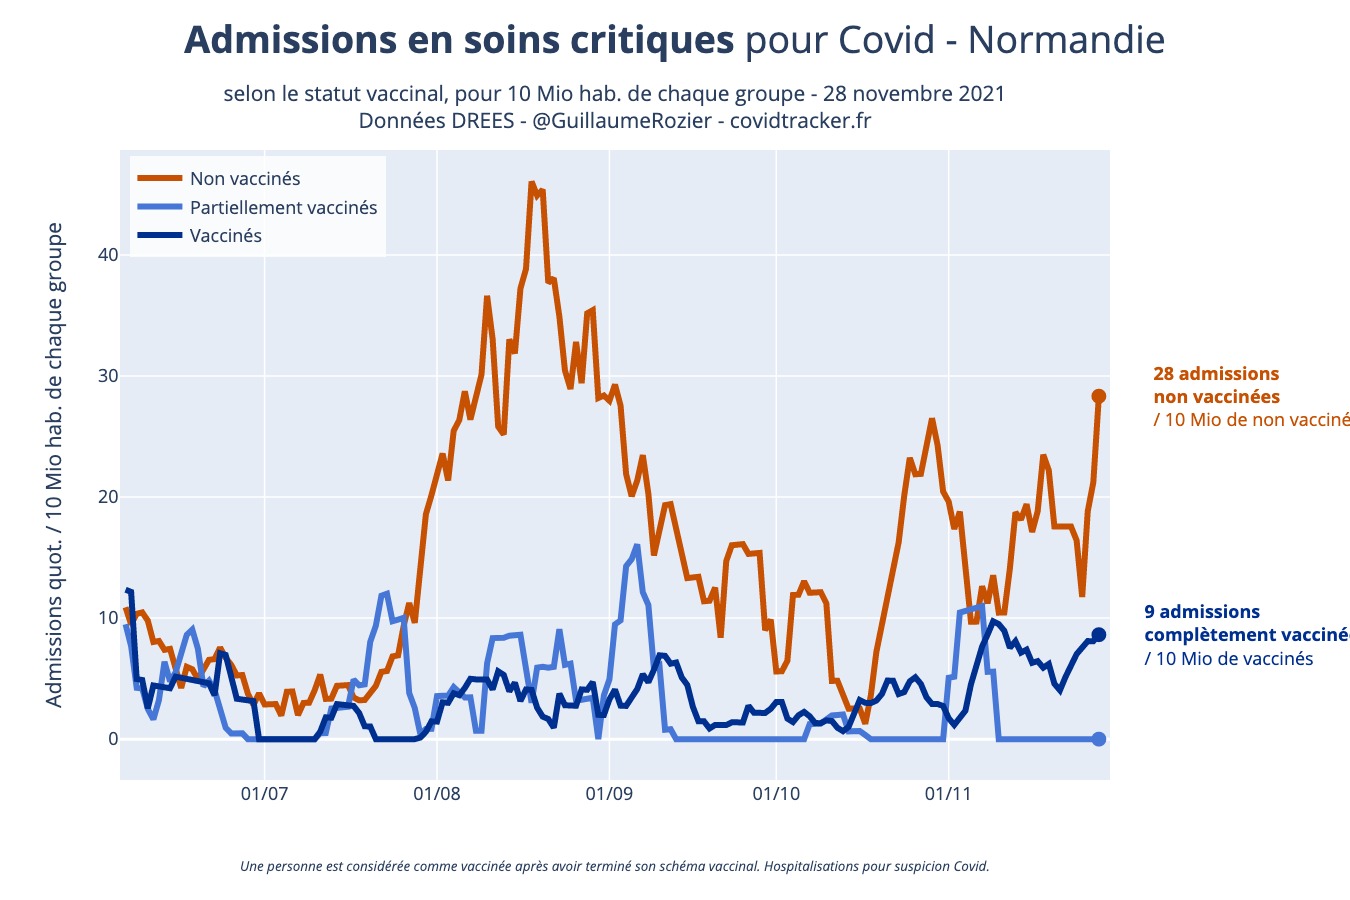 Admissions en soins critiques pour Covid - Normandie
selon le statut vaccinal, pour 10 Mio hab. de chaque groupe - 28 novembre 2021
Données DREES - @GuillaumeRozier - covidtracker.fr
Non vaccinés
Partiellement vaccinés
Vaccinés
Admissions quot. / 10 Mio hab. de chaque groupe
40
30
20
10
0
01/07
01/08
01/09
01/10
01/11
28 admissions
non vaccinées
/ 10 Mio de non vacciné
9 admissions
complètement vacciné
/ 10 Mio de vaccinés
Une personne est considérée comme vaccinée après avoir terminé son schéma vaccinal. Hospitalisations pour suspicion Covid.